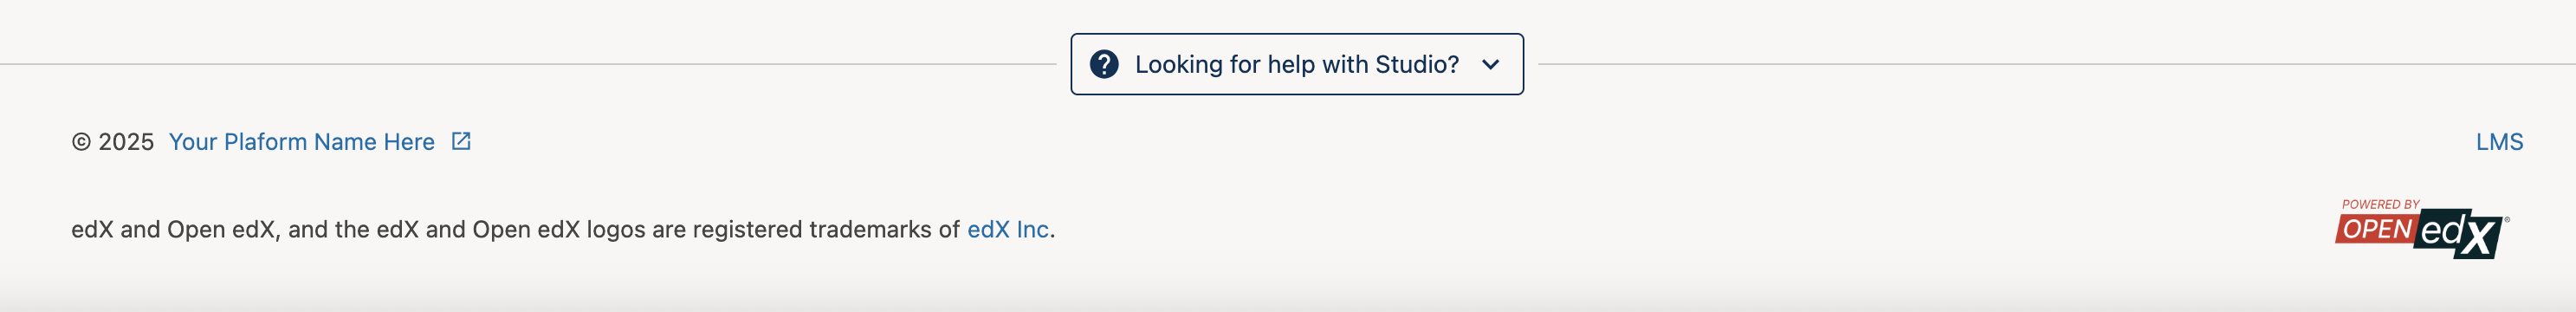 Looking for help with Studio?
© 2025 Your Plaform Name Here
LMS
edX and Open edX, and the edX and Open edX logos are registered trademarks of edX Inc.
POWERED BY
OPEN edX®